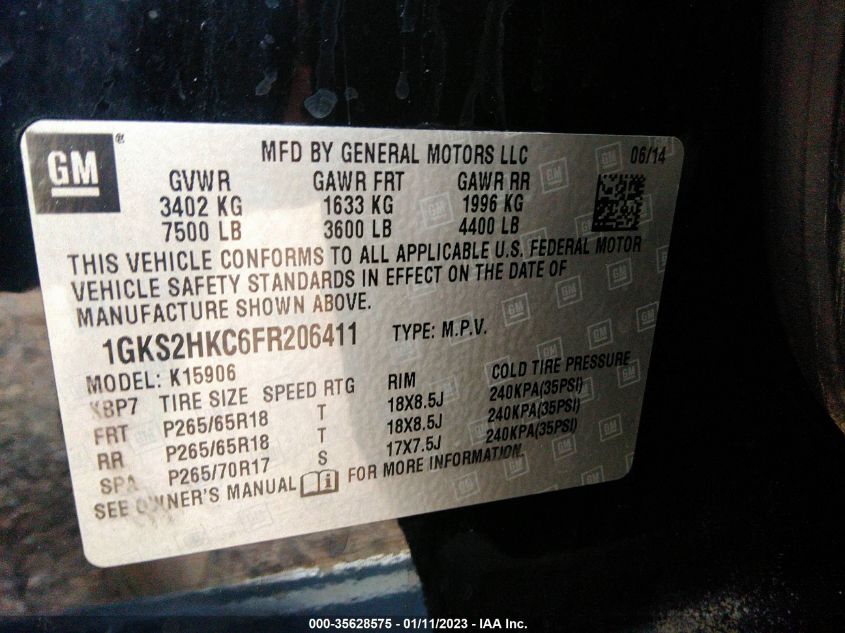 GM ®
MFD BY GENERAL MOTORS LLC 06/14
GVWR GAWR FRT GAWR RR
3402 KG 1633 KG 1996 KG
7500 LB 3600 LB 4400 LB
THIS VEHICLE CONFORMS TO ALL APPLICABLE U.S. FEDERAL MOTOR
VEHICLE SAFETY STANDARDS IN EFFECT ON THE DATE OF
MANUFACTURE SHOWN ABOVE.
1GKS2HKC6FR206411 TYPE: M.P.V.
MODEL: K15906
XBP7 TIRE SIZE SPEED RTG RIM COLD TIRE PRESSURE
FRT P265/65R18 T 18X8.5J 240KPA(35PSI)
RR P265/65R18 T 18X8.5J 240KPA(35PSI)
SPA P265/70R17 S 17X7.5J 240KPA(35PSI)
SEE OWNER'S MANUAL FOR MORE INFORMATION.
000-35628575 - 01/11/2023 - IAA Inc.